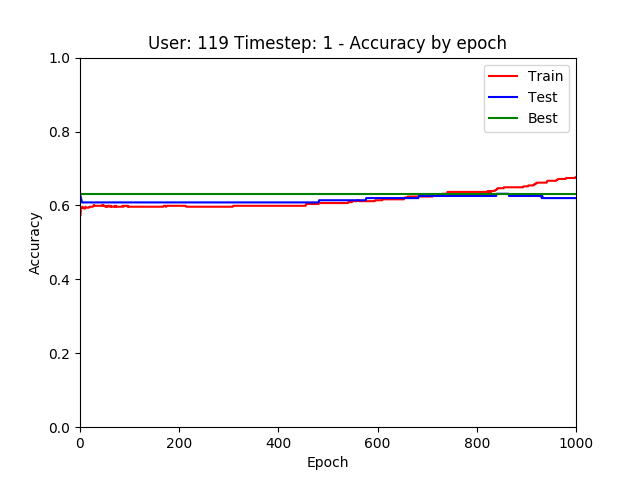 User: 119 Timestep: 1 - Accuracy by epoch
1.0
0.8
0.6
0.4
0.2
0.0
Accuracy
Train
Test
Best
0 200 400 600 800 1000
Epoch